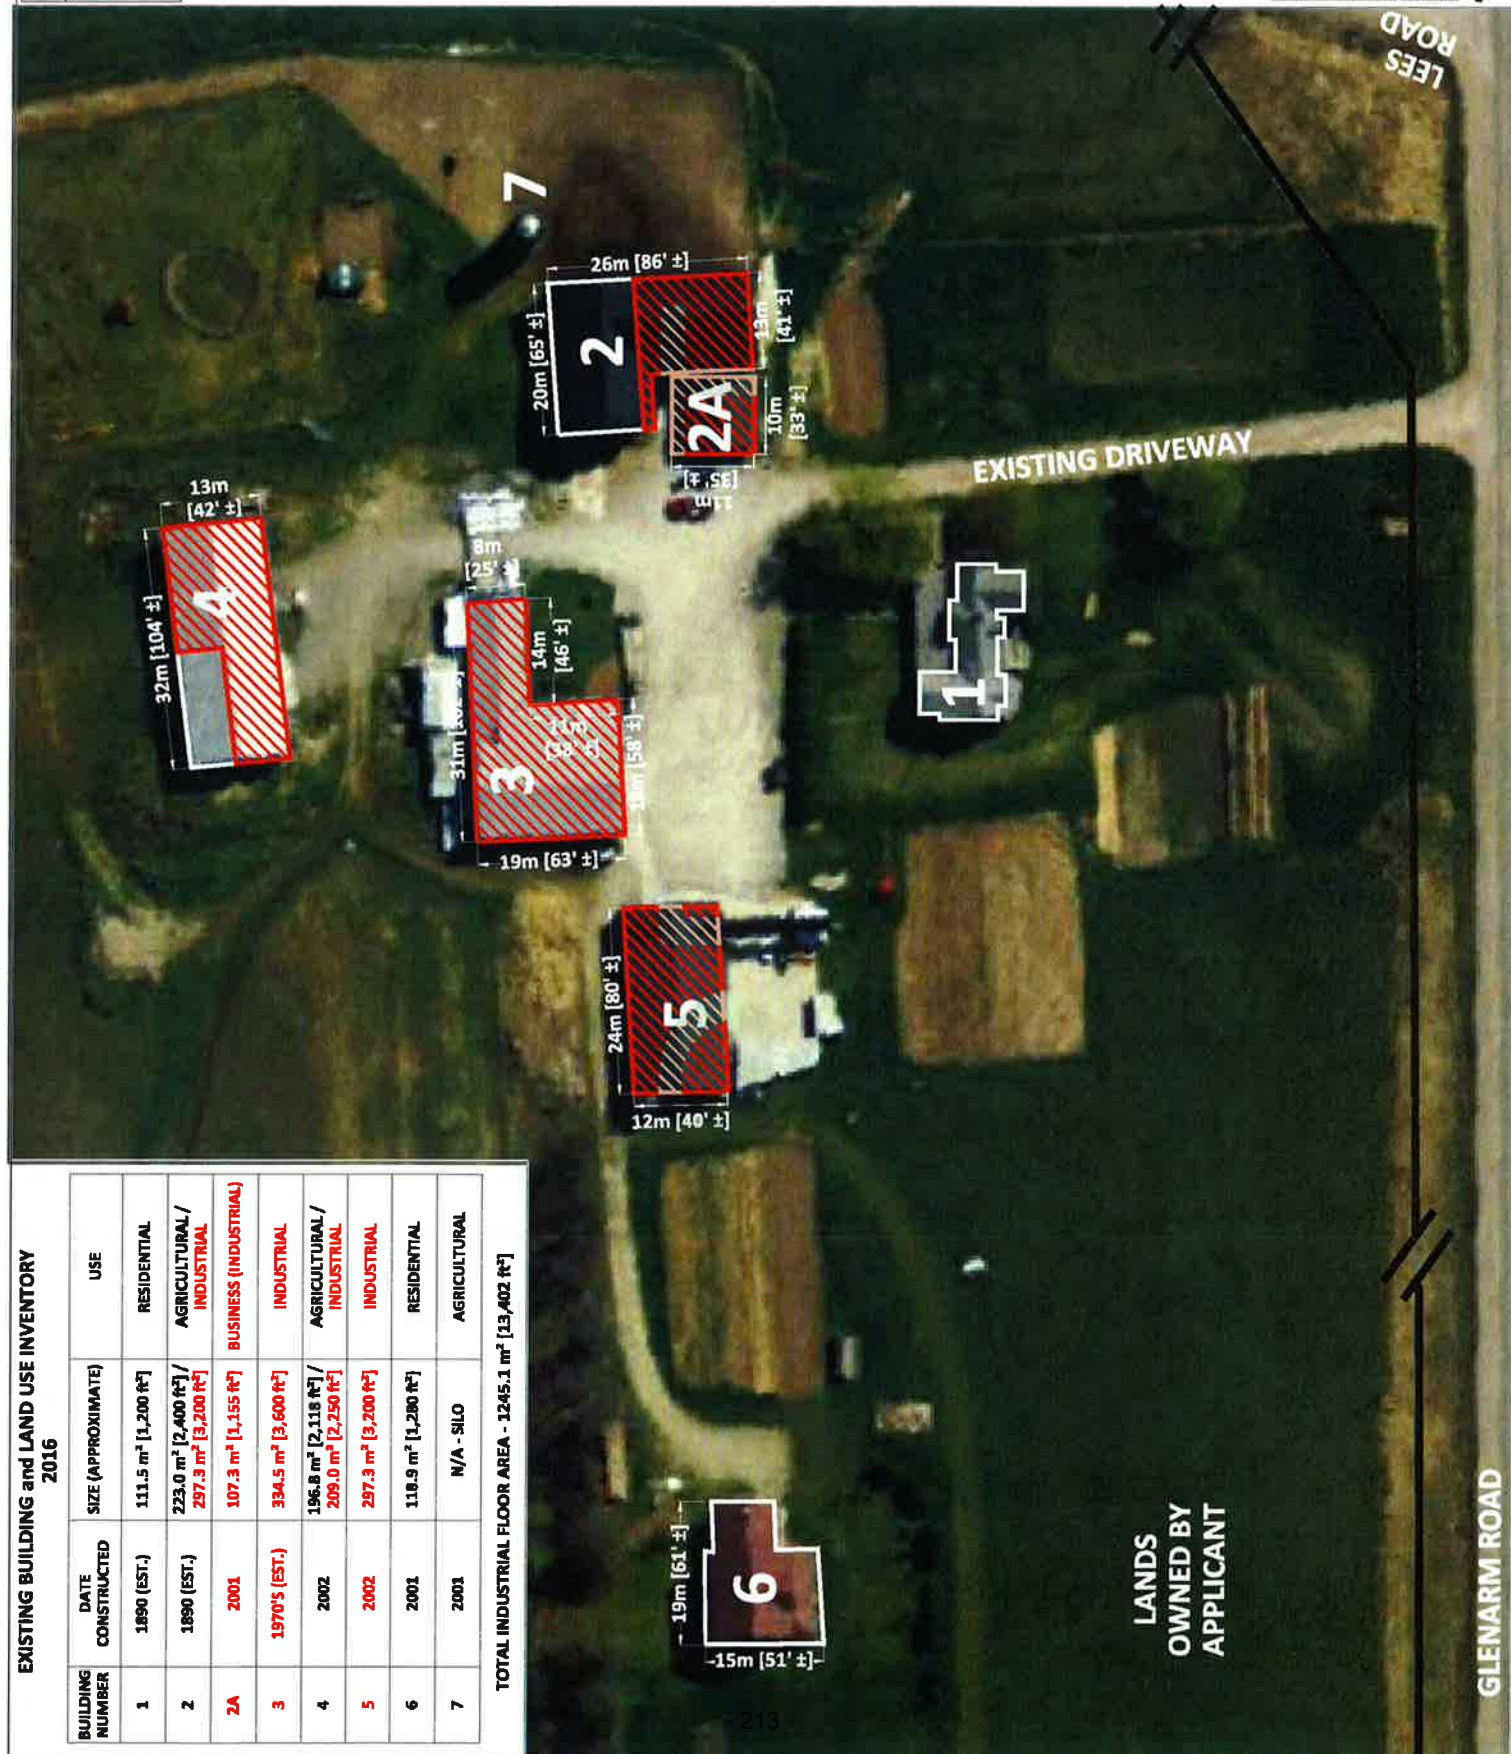 EXISTING BUILDING and LAND USE INVENTORY
2016
BUILDING NUMBER DATE CONSTRUCTED SIZE (APPROXIMATE) USE
1 1890 (EST.) 111.5 m² [1,200 ft²] RESIDENTIAL
2 1890 (EST.) 223.0 m² [2,400 ft²] / 297.3 m² [3,200 ft²] AGRICULTURAL / INDUSTRIAL
2A 2001 107.3 m² [1,155 ft²] BUSINESS (INDUSTRIAL)
3 1970'S (EST.) 334.5 m² [3,600 ft²] INDUSTRIAL
4 2002 196.8 m² [2,118 ft²] / 209.0 m² [2,250 ft²] AGRICULTURAL / INDUSTRIAL
5 2002 297.3 m² [3,200 ft²] INDUSTRIAL
6 2001 118.9 m² [1,280 ft²] RESIDENTIAL
7 2001 N/A - SILO AGRICULTURAL
TOTAL INDUSTRIAL FLOOR AREA - 1245.1 m² [13,402 ft²]
LEES
ROAD
7
26m [86' ±]
20m [65' ±]
2
13m
[41' ±]
2A
10m
[33' ±]
11m
[35' ±]
EXISTING DRIVEWAY
13m
[42' ±]
32m [104' ±]
4
8m
[25' ±]
14m
[46' ±]
31m
11m
3
[58' ±]
19m [63' ±]
1
24m [80' ±]
5
12m [40' ±]
19m [61' ±]
6
15m [51' ±]
LANDS
OWNED BY
APPLICANT
GLENARM ROAD
213